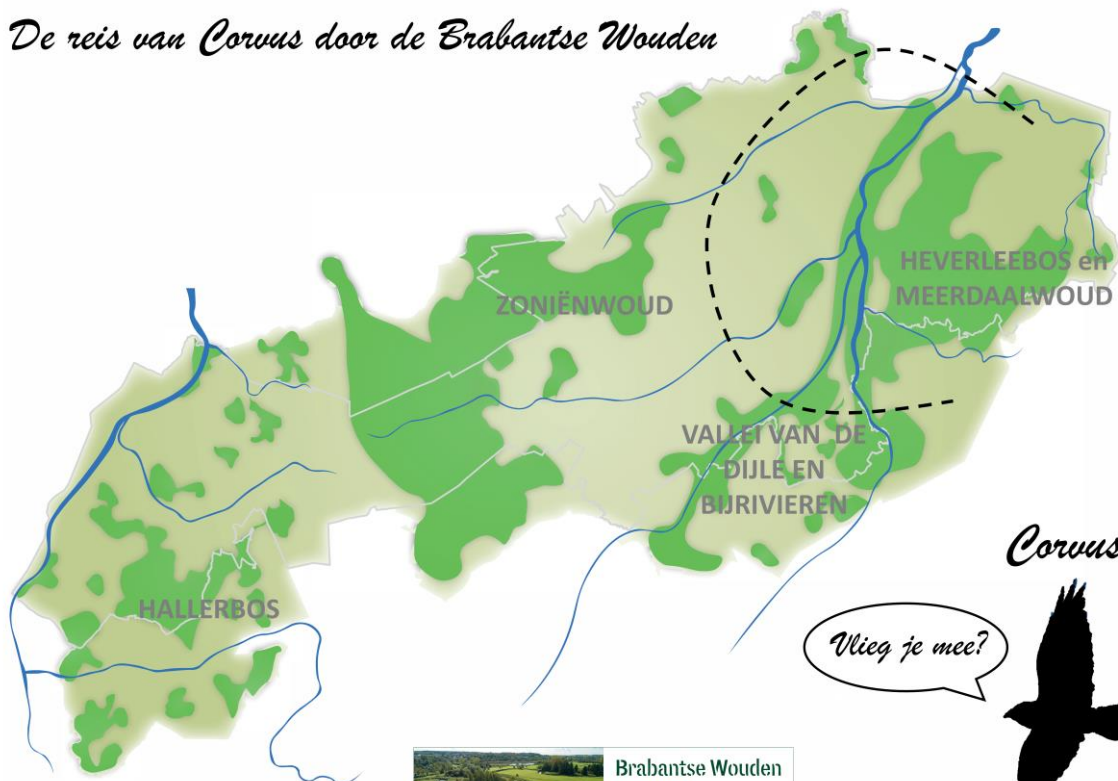 De reis van Corvus door de Brabantse Wouden
HEVERLEEBOS en
MEERDAALWOUD
ZONIËNWOUD
VALLEI VAN DE
DIJLE EN
BIJRIVIEREN
HALLERBOS
Corvus
Vlieg je mee?
Brabantse Wouden